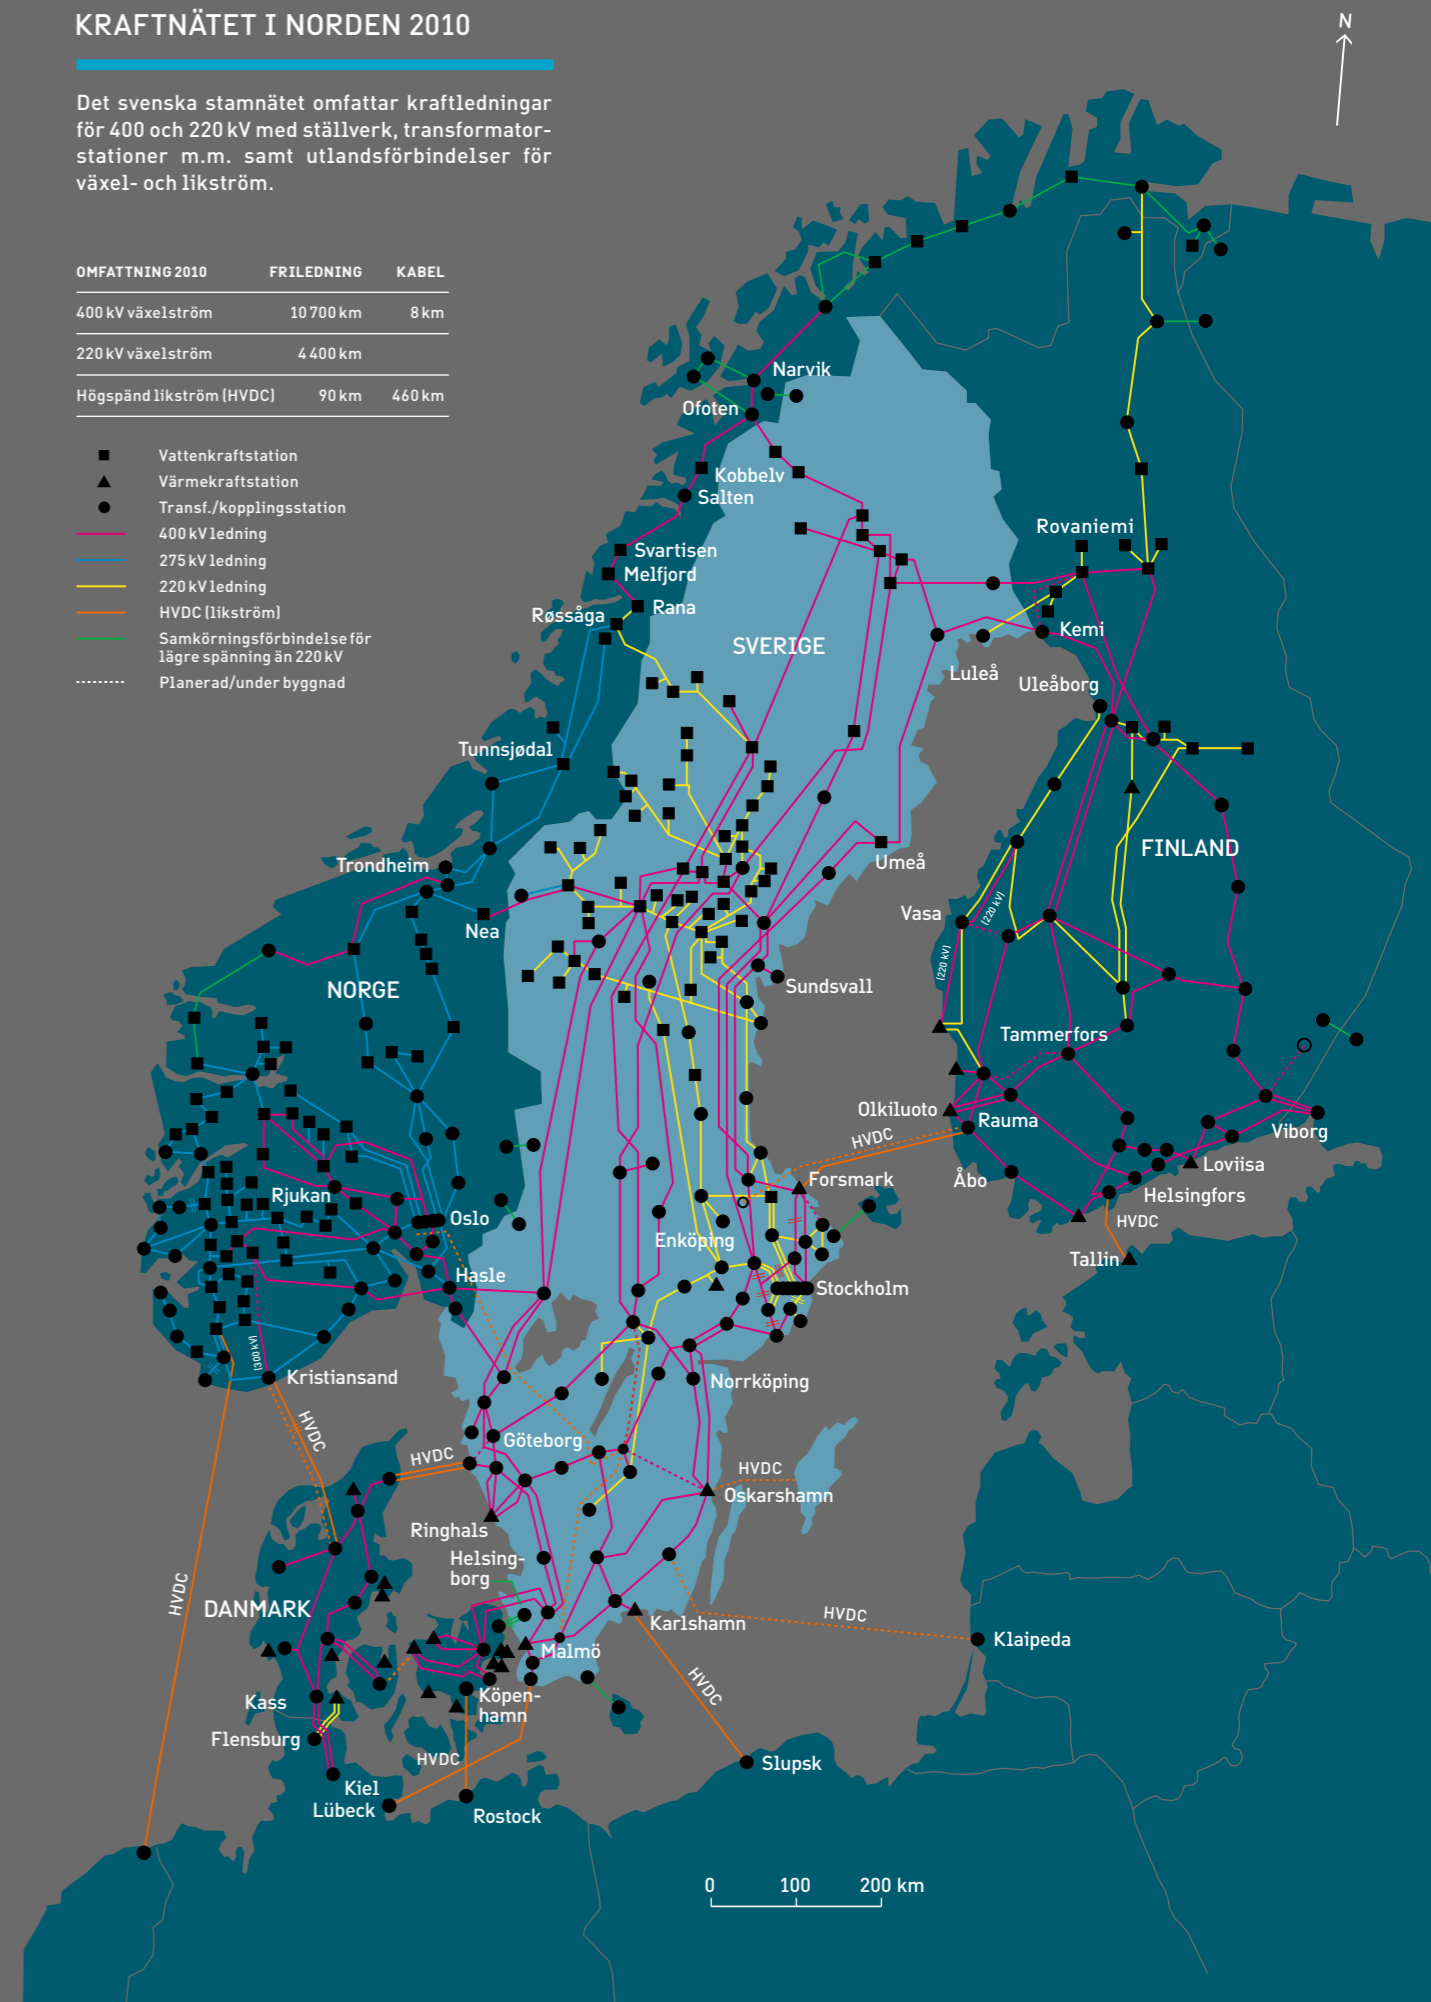 KRAFTNÄTET I NORDEN 2010
N
Det svenska stamnätet omfattar kraftledningar
för 400 och 220 kV med ställverk, transformator-
stationer m.m. samt utlandsförbindelser för
växel- och likström.
OMFATTNING 2010 FRILEDNING KABEL
400 kV växelström 10 700 km 8 km
220 kV växelström 4 400 km
Högspänd likström (HVDC) 90 km 460 km
Vattenkraftstation
Värmekraftstation
Transf./kopplingsstation
400 kV ledning
275 kV ledning
220 kV ledning
HVDC (likström)
Samkörningsförbindelse för
lägre spänning än 220 kV
Planerad/under byggnad
Narvik
Ofoten
Kobbelv
Salten
Rovaniemi
Svartisen
Melfjord
Rana
Røssåga
Kemi
SVERIGE
Luleå
Uleåborg
Tunnsjødal
FINLAND
Trondheim
Umeå
(220 kV)
Vasa
Nea
(220 kV)
NORGE
Sundsvall
Tammerfors
Olkiluoto
Rauma
HVDC
Viborg
Loviisa
Forsmark
Åbo
Rjukan
Helsingfors
Oslo
HVDC
Enköping
Tallin
Hasle
Stockholm
(300 kV)
Kristiansand
Norrköping
HVDC
Göteborg
HVDC
HVDC
Oskarshamn
Ringhals
Helsing-
borg
HVDC
DANMARK
HVDC
Karlshamn
Klaipeda
Malmö
HVDC
Kass
Köpen-
hamn
Flensburg
HVDC
Slupsk
Kiel
Lübeck
Rostock
0 100 200 km